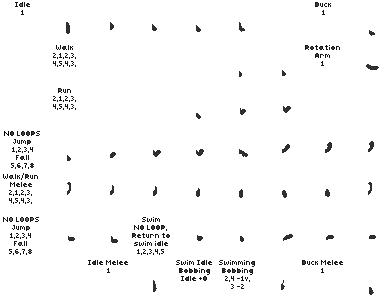 Idle
1
Duck
1
Walk
2,1,2,3,
4,5,4,3,
Rotation
Arm
1
Run
2,1,2,3,
4,5,4,3,
NO LOOPS
Jump
1,2,3,4
Fall
5,6,7,8
Walk/Run
Melee
2,1,2,3,
4,5,4,3,
NO LOOPS
Jump
1,2,3,4
Fall
5,6,7,8
Swim
NO LOOP,
Return to
swim idle
1,2,3,4,5
Idle Melee
1
Swim Idle
Bobbing
Idle +0
Swimming
Bobbing
2,4 -1v,
3 -2
Duck Melee
1